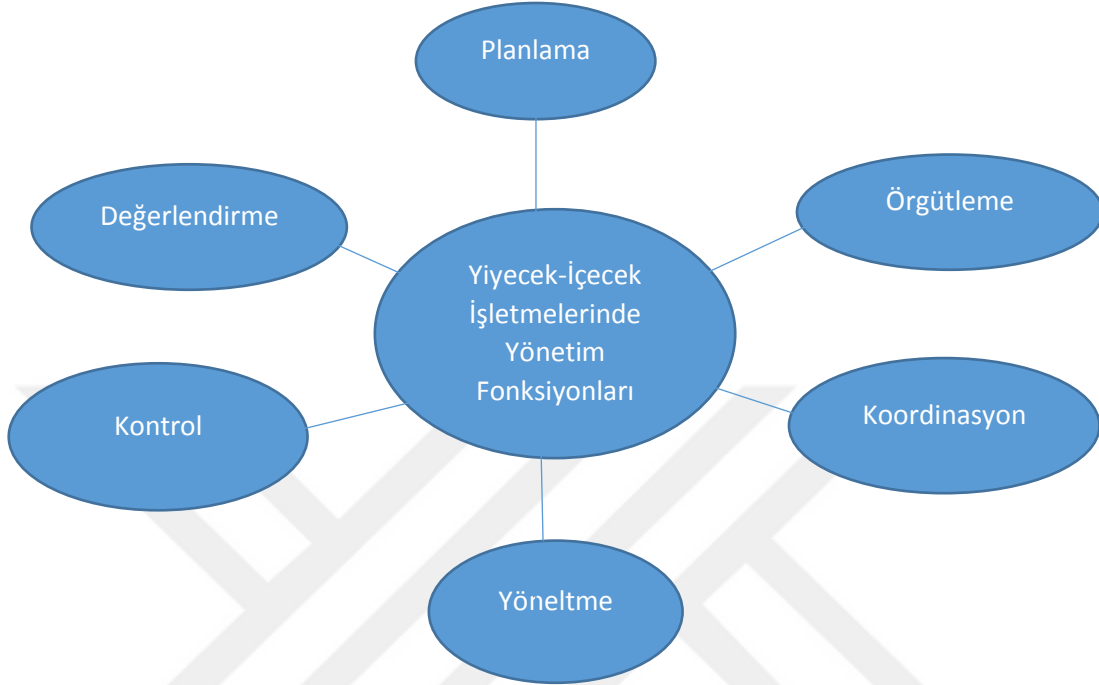 Planlama
Değerlendirme
Örgütleme
Yiyecek-İçecek
İşletmelerinde
Yönetim
Fonksiyonları
Kontrol
Koordinasyon
Yöneltme